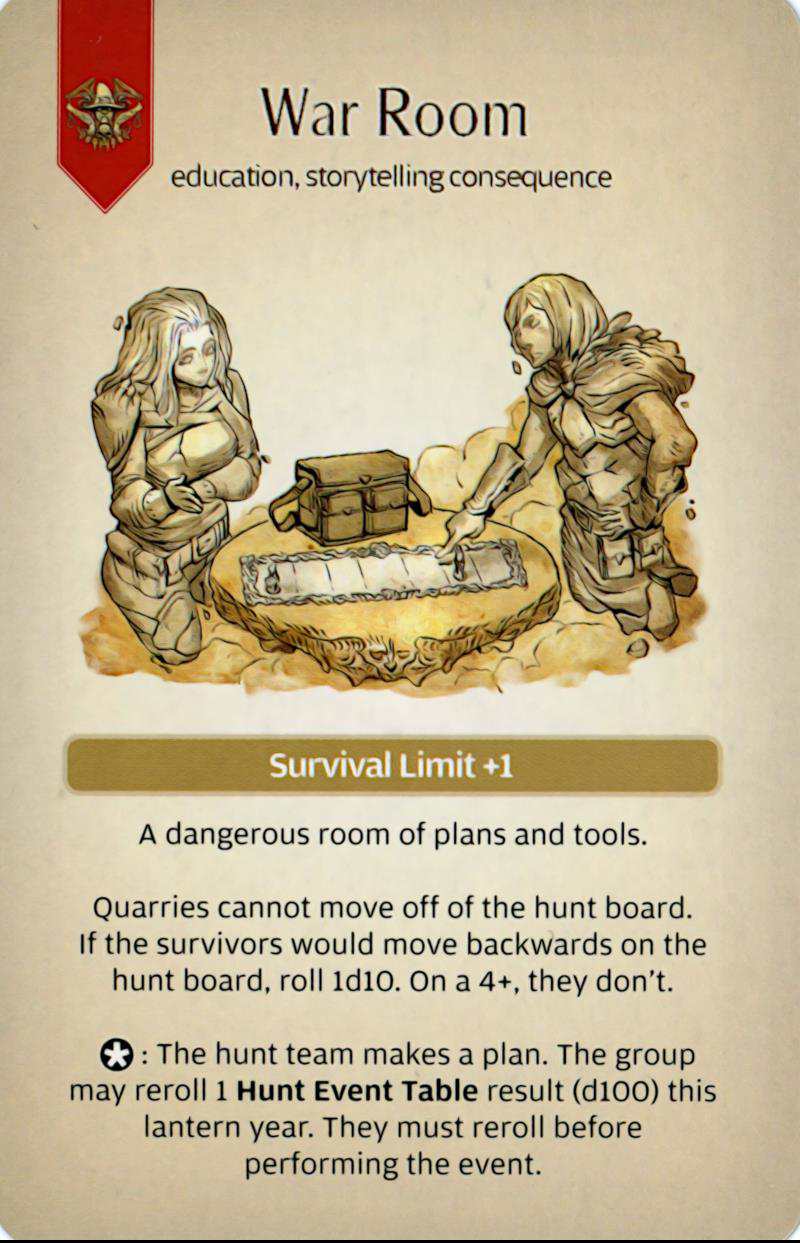 War Room
education, storytelling consequence
Survival Limit +1
A dangerous room of plans and tools.
Quarries cannot move off of the hunt board.
If the survivors would move backwards on the
hunt board, roll 1d10. On a 4+, they don't.
: The hunt team makes a plan. The group
may reroll 1 Hunt Event Table result (d100) this
lantern year. They must reroll before
performing the event.